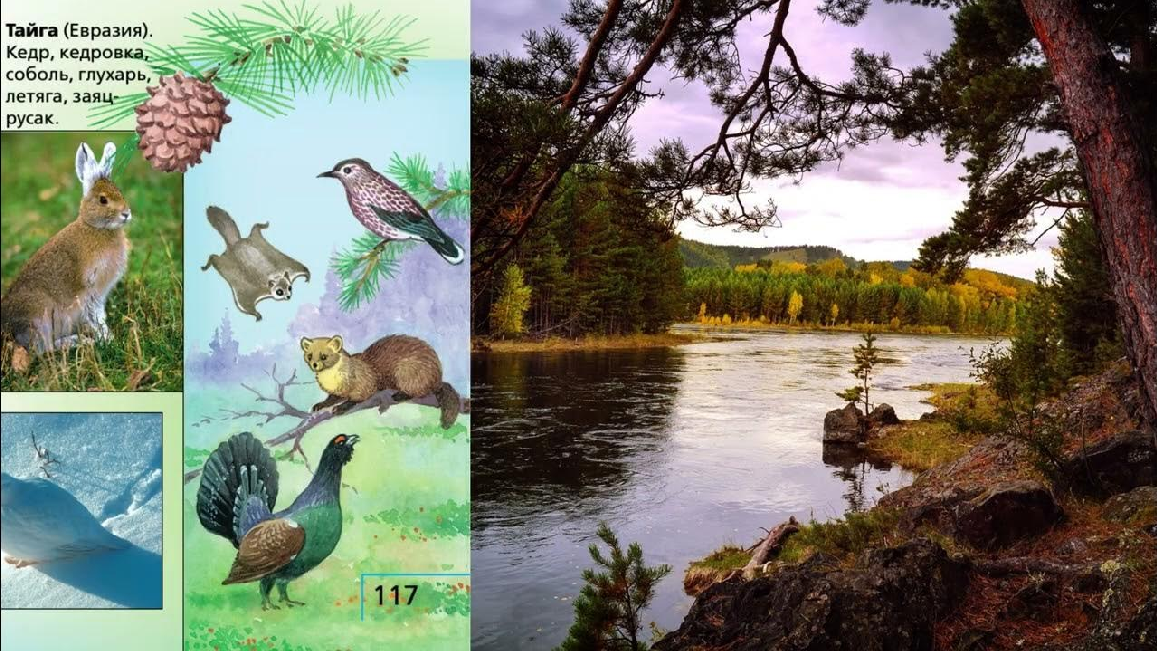 Тайга (Евразия).
Кедр, кедровка,
соболь, глухарь,
летяга, заяц-
русак.
117